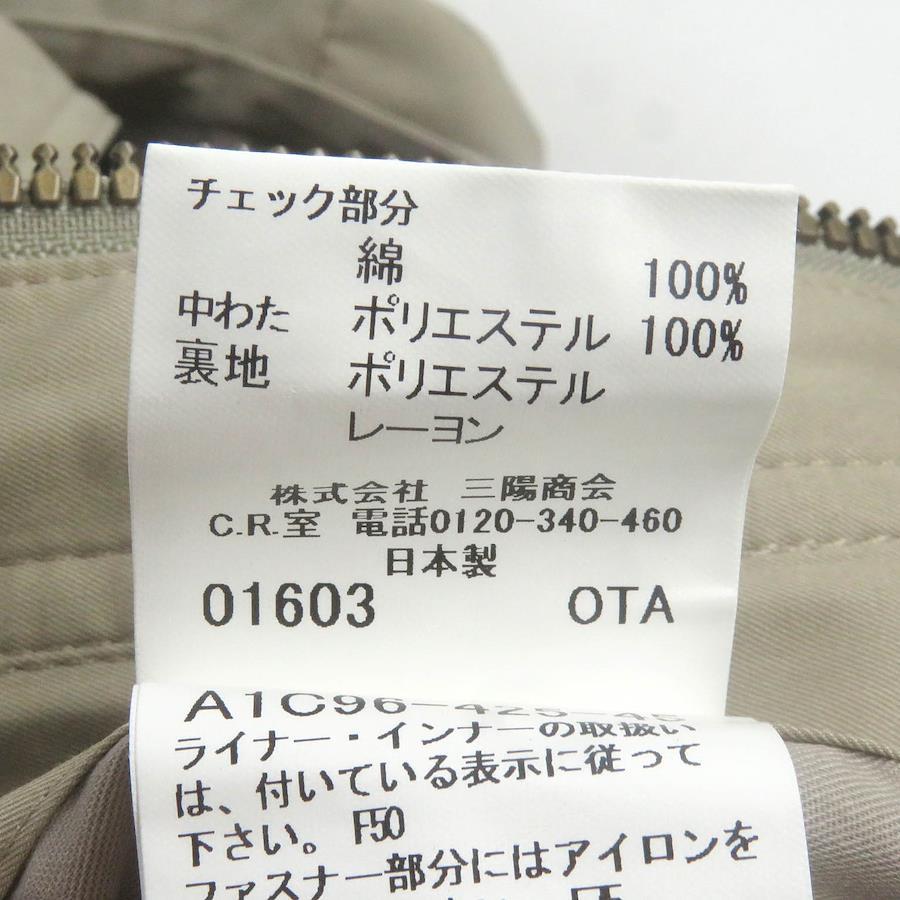 チェック部分
綿 100%
中わた ポリエステル 100%
裏地 ポリエステル
レーヨン
株式会社 三陽商会
C.R.室 電話0120-340-460
日本製
01603 OTA
A1C96-425-45
ライナー・インナーの取扱い
は、付いている表示に従って
下さい。 F50
ファスナー部分にはアイロンを